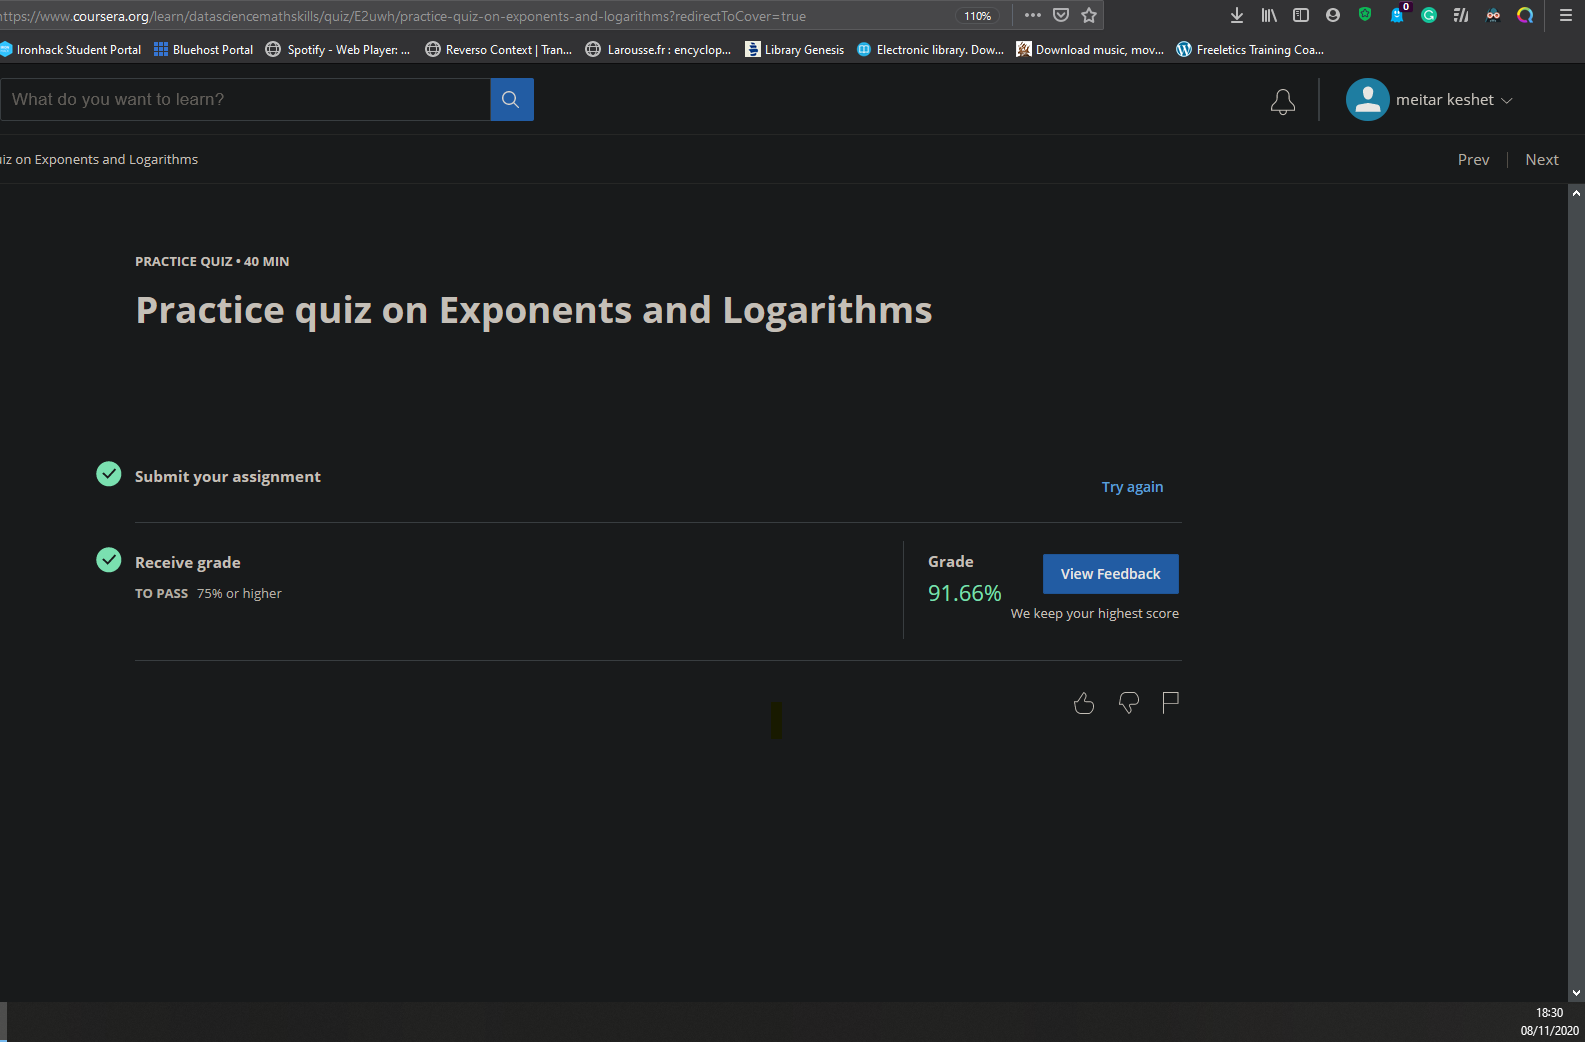 https://www.coursera.org/learn/datasciencemathskills/quiz/E2uwh/practice-quiz-on-exponents-and-logarithms?redirectToCover=true 110% 0
Ironhack Student Portal Bluehost Portal Spotify - Web Player: ... Reverso Context | Tran... Larousse.fr : encyclop... Library Genesis Electronic library. Dow... Download music, mov... Freeletics Training Coa...
What do you want to learn? meitar keshet
iz on Exponents and Logarithms Prev Next
PRACTICE QUIZ • 40 MIN
Practice quiz on Exponents and Logarithms
Submit your assignment
Try again
Receive grade
TO PASS 75% or higher
Grade
91.66%
View Feedback
We keep your highest score
18:30
08/11/2020